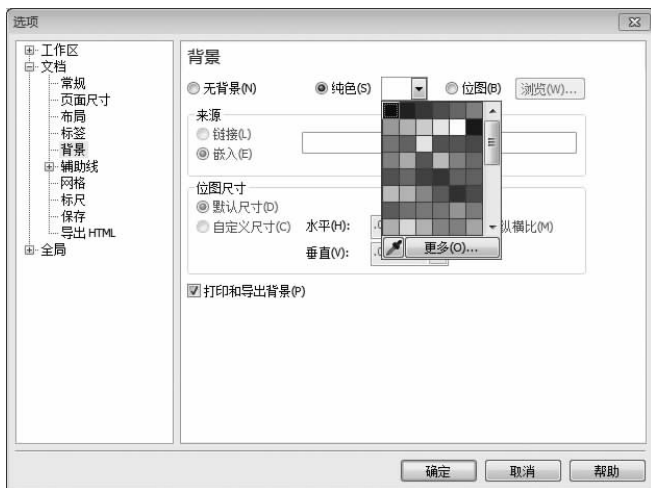 选项
工作区
文档
常规
页面尺寸
布局
标签
背景
辅助线
网格
标尺
保存
导出 HTML
全局
背景
无背景(N) 纯色(S) 位图(B) 浏览(W)...
来源
链接(L)
嵌入(E)
位图尺寸
默认尺寸(D)
自定义尺寸(C) 水平(H): 纵横比(M)
更多(O)...
垂直(V):
打印和导出背景(P)
确定 取消 帮助